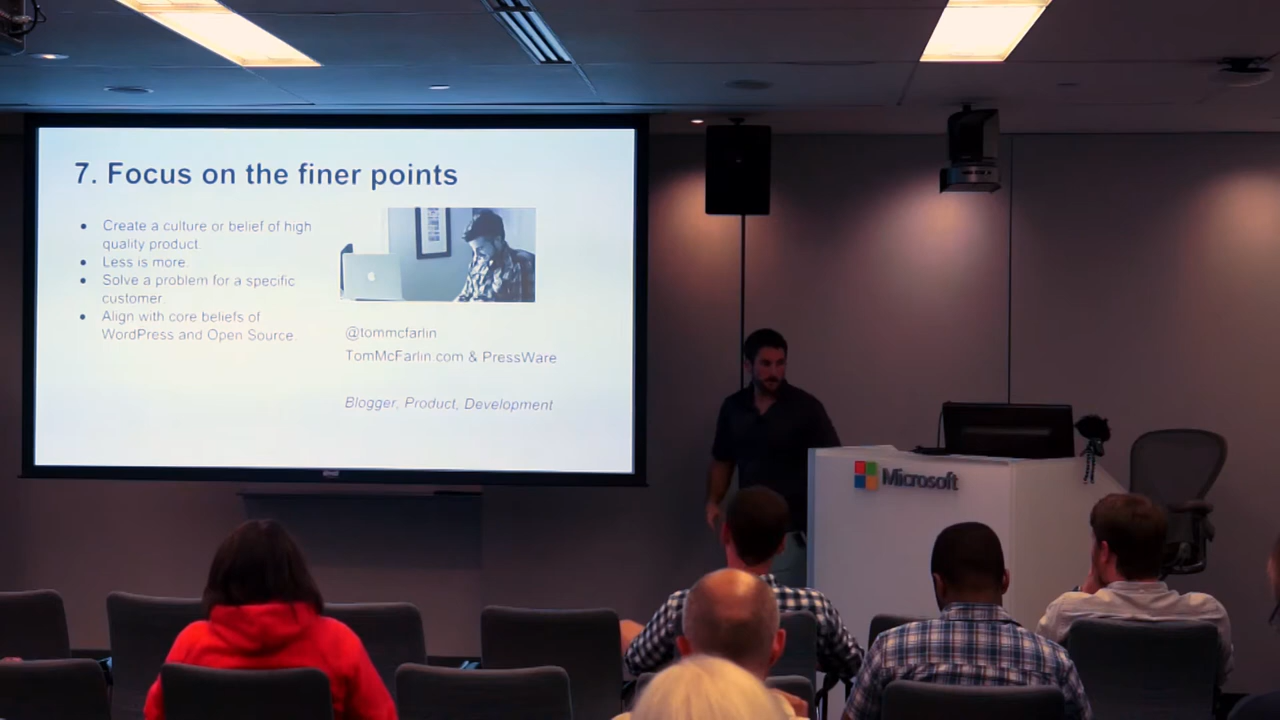 7. Focus on the finer points
Create a culture or belief of high
quality product.
Less is more.
Solve a problem for a specific
customer.
Align with core beliefs of
WordPress and Open Source.
@tommcfarlin
TomMcFarlin.com & PressWare
Blogger, Product, Development
Microsoft